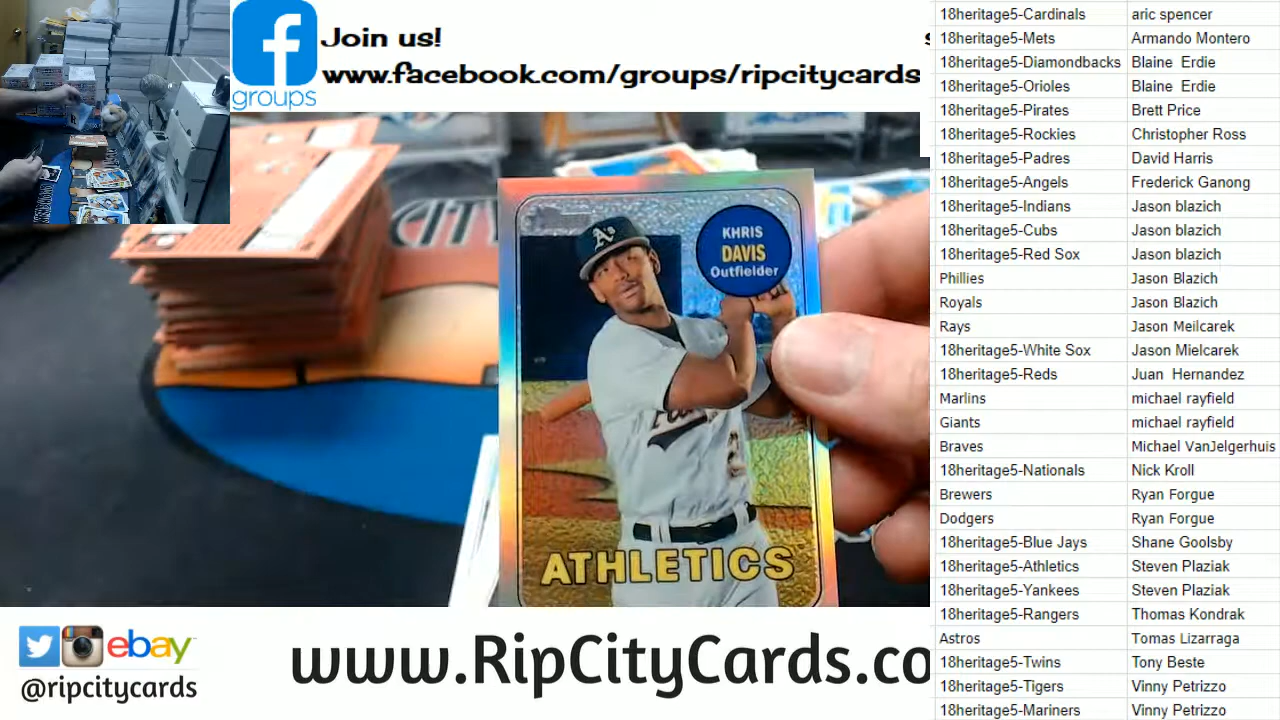 Join us!
www.facebook.com/groups/ripcitycards
groups
CITY
A's
KHRIS
DAVIS
Outfielder
ATHLETICS
ebay
@ripcitycards
www.RipCityCards.co
18heritage5-Cardinals aric spencer
18heritage5-Mets Armando Montero
18heritage5-Diamondbacks Blaine Erdie
18heritage5-Orioles Blaine Erdie
18heritage5-Pirates Brett Price
18heritage5-Rockies Christopher Ross
18heritage5-Padres David Harris
18heritage5-Angels Frederick Ganong
18heritage5-Indians Jason blazich
18heritage5-Cubs Jason blazich
18heritage5-Red Sox Jason blazich
Phillies Jason Blazich
Royals Jason Blazich
Rays Jason Meilcarek
18heritage5-White Sox Jason Mielcarek
18heritage5-Reds Juan Hernandez
Marlins michael rayfield
Giants michael rayfield
Braves Michael VanJelgerhuis
18heritage5-Nationals Nick Kroll
Brewers Ryan Forgue
Dodgers Ryan Forgue
18heritage5-Blue Jays Shane Goolsby
18heritage5-Athletics Steven Plaziak
18heritage5-Yankees Steven Plaziak
18heritage5-Rangers Thomas Kondrak
Astros Tomas Lizarraga
18heritage5-Twins Tony Beste
18heritage5-Tigers Vinny Petrizzo
18heritage5-Mariners Vinny Petrizzo